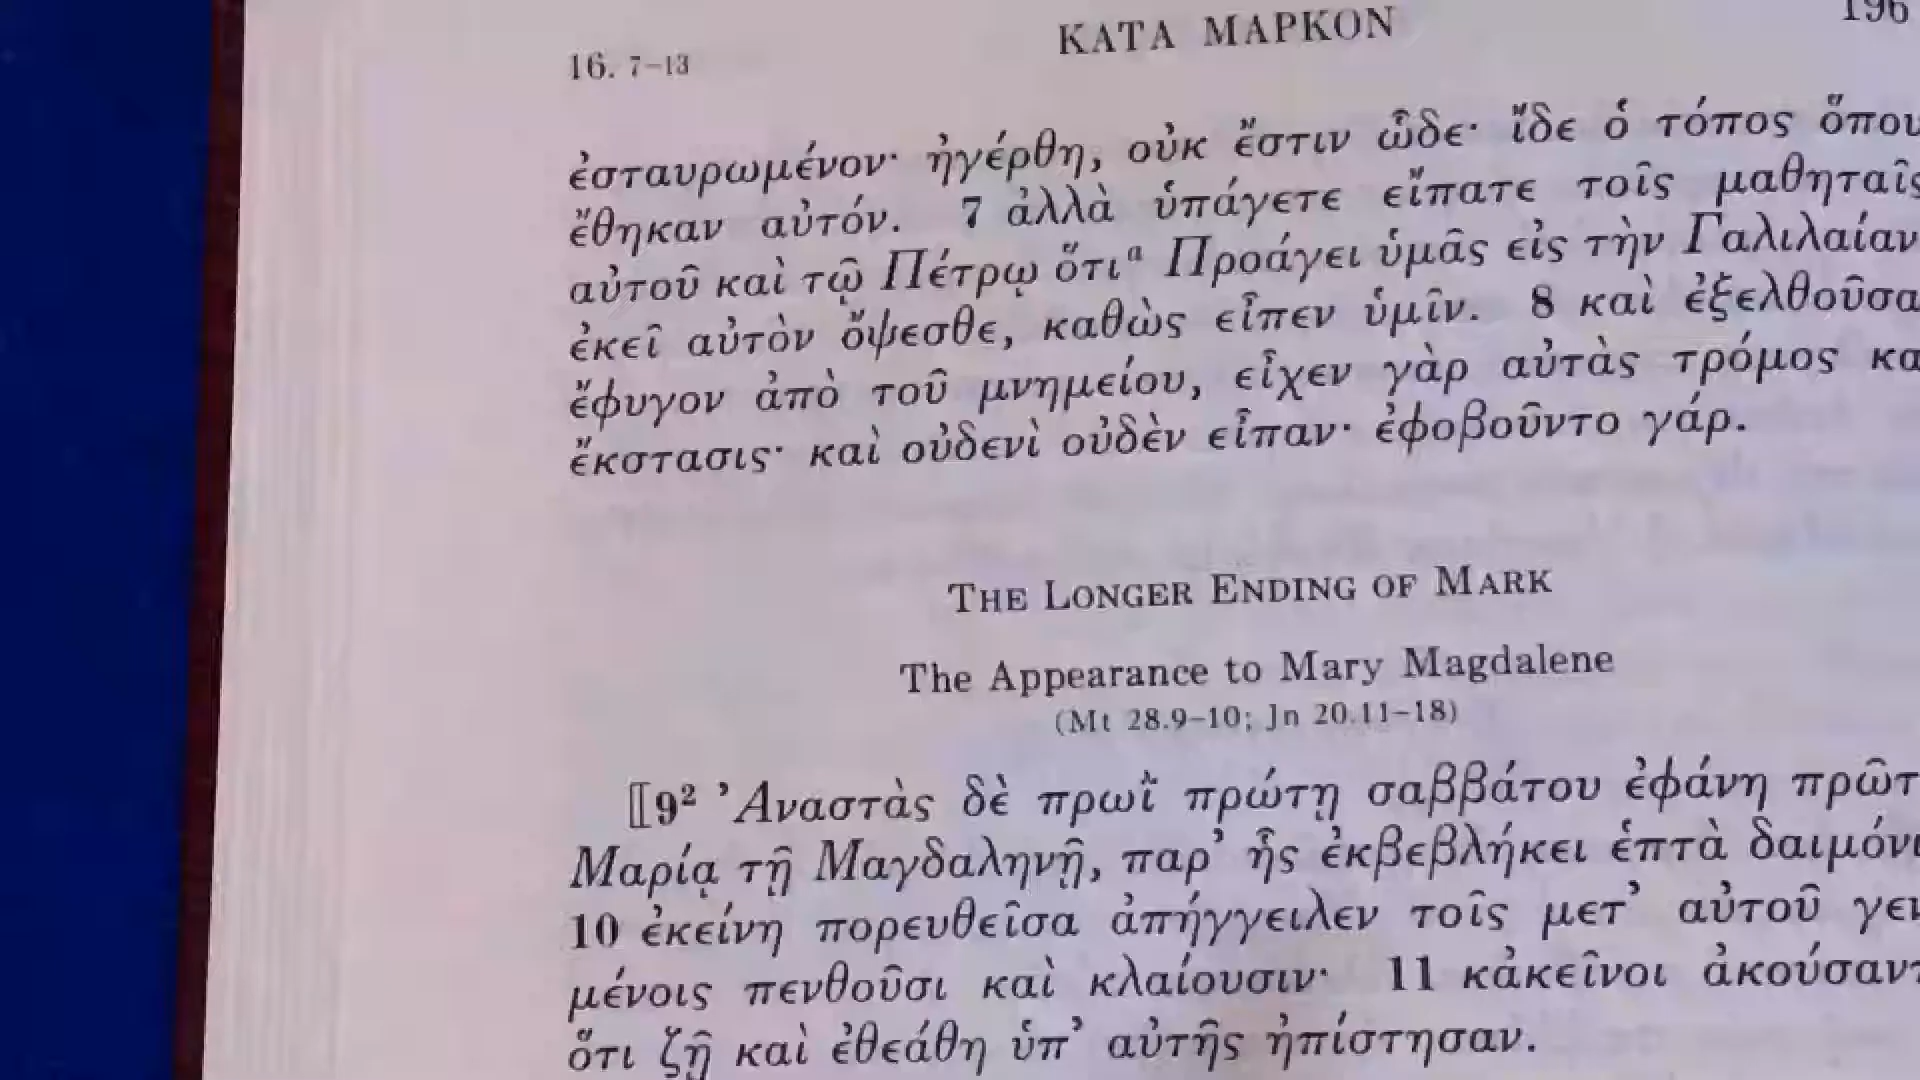 16. 7–13 ΚΑΤΑ ΜΑΡΚΟΝ 196
ἐσταυρωμένον· ἠγέρθη, οὐκ ἔστιν ὧδε· ἴδε ὁ τόπος ὅπου
ἔθηκαν αὐτόν. 7 ἀλλὰ ὑπάγετε εἴπατε τοῖς μαθηταῖς
αὐτοῦ καὶ τῷ Πέτρῳ ὅτιᵃ Προάγει ὑμᾶς εἰς τὴν Γαλιλαίαν
ἐκεῖ αὐτὸν ὄψεσθε, καθὼς εἶπεν ὑμῖν. 8 καὶ ἐξελθοῦσα
ἔφυγον ἀπὸ τοῦ μνημείου, εἶχεν γὰρ αὐτὰς τρόμος κα
ἔκστασις· καὶ οὐδενὶ οὐδὲν εἶπαν· ἐφοβοῦντο γάρ.
THE LONGER ENDING OF MARK
The Appearance to Mary Magdalene
(Mt 28.9–10; Jn 20.11–18)
⟦9² Ἀναστὰς δὲ πρωῒ πρώτῃ σαββάτου ἐφάνη πρῶτ
Μαρίᾳ τῇ Μαγδαληνῇ, παρ’ ἧς ἐκβεβλήκει ἑπτὰ δαιμόνι
10 ἐκείνη πορευθεῖσα ἀπήγγειλεν τοῖς μετ’ αὐτοῦ γεν
μένοις πενθοῦσι καὶ κλαίουσιν· 11 κἀκεῖνοι ἀκούσαντ
ὅτι ζῇ καὶ ἐθεάθη ὑπ’ αὐτῆς ἠπίστησαν.